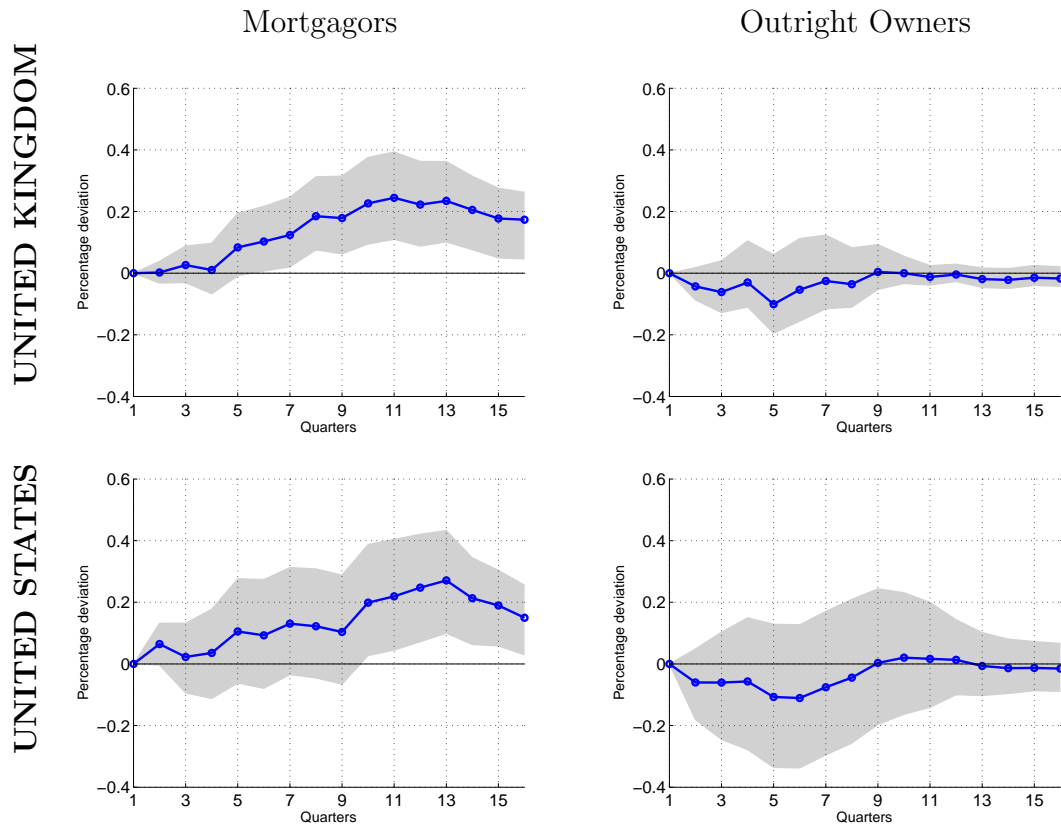 Mortgagors
Outright Owners
UNITED KINGDOM
Percentage deviation
0.6
0.4
0.2
0
−0.2
−0.4
1 3 5 7 9 11 13 15
Quarters
Percentage deviation
0.6
0.4
0.2
0
−0.2
−0.4
1 3 5 7 9 11 13 15
Quarters
UNITED STATES
Percentage deviation
0.6
0.4
0.2
0
−0.2
−0.4
1 3 5 7 9 11 13 15
Quarters
Percentage deviation
0.6
0.4
0.2
0
−0.2
−0.4
1 3 5 7 9 11 13 15
Quarters